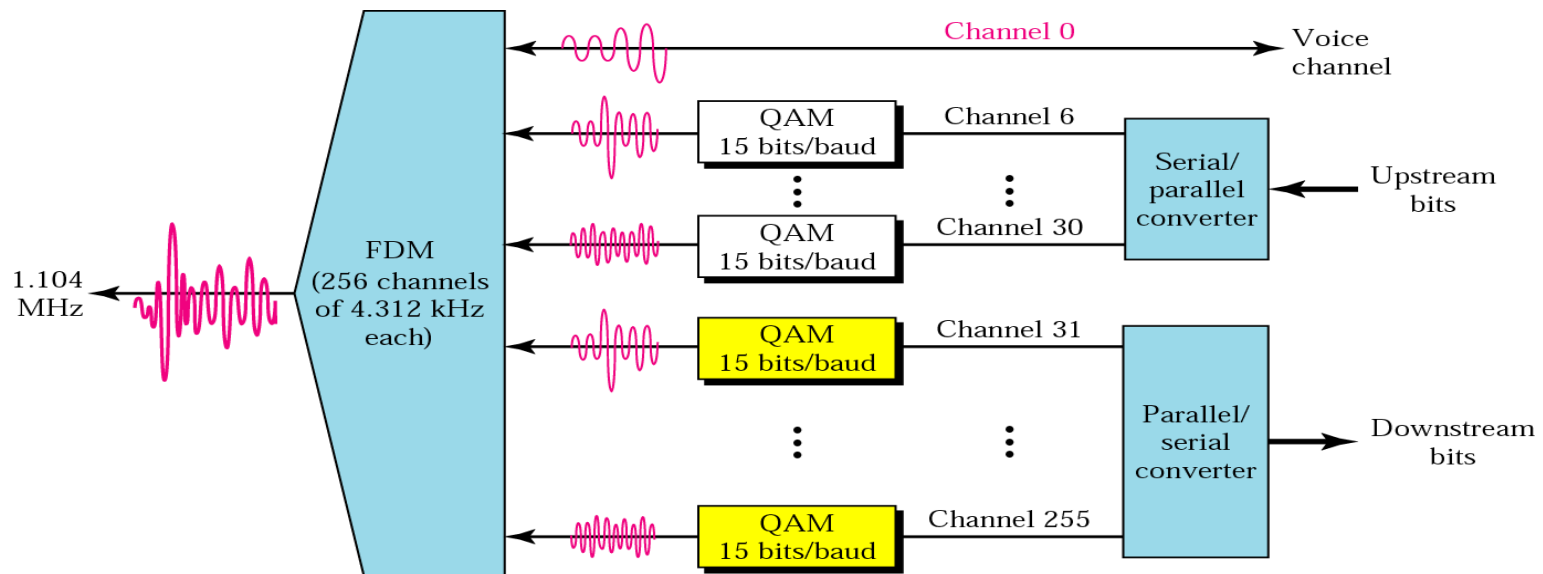 Channel 0
Voice
channel
QAM
15 bits/baud
Channel 6
Serial/
parallel
converter
Upstream
bits
QAM
15 bits/baud
Channel 30
1.104
MHz
FDM
(256 channels
of 4.312 kHz
each)
QAM
15 bits/baud
Channel 31
Parallel/
serial
converter
Downstream
bits
QAM
15 bits/baud
Channel 255